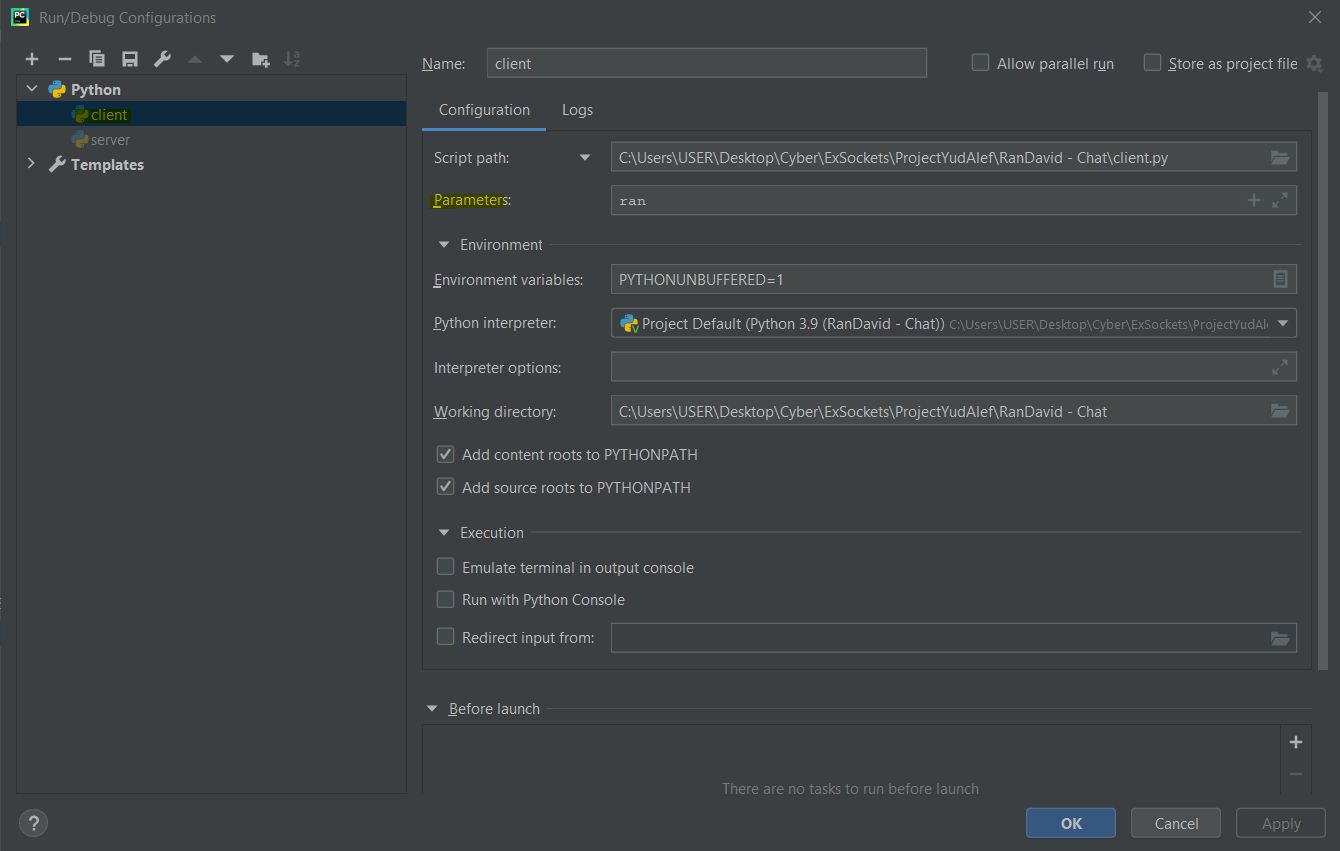 PC Run/Debug Configurations
Python
client
server
Templates
Name: client Allow parallel run Store as project file
Configuration Logs
Script path: C:\Users\USER\Desktop\Cyber\ExSockets\ProjectYudAlef\RanDavid - Chat\client.py
Parameters: ran
Environment
Environment variables: PYTHONUNBUFFERED=1
Python interpreter: Project Default (Python 3.9 (RanDavid - Chat)) C:\Users\USER\Desktop\Cyber\ExSockets\ProjectYudAl
Interpreter options:
Working directory: C:\Users\USER\Desktop\Cyber\ExSockets\ProjectYudAlef\RanDavid - Chat
Add content roots to PYTHONPATH
Add source roots to PYTHONPATH
Execution
Emulate terminal in output console
Run with Python Console
Redirect input from:
Before launch
There are no tasks to run before launch
? OK Cancel Apply